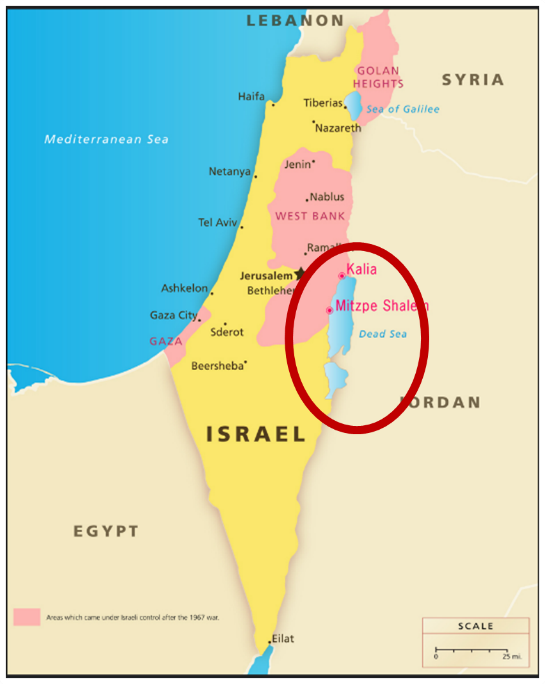 LEBANON
GOLAN
HEIGHTS
SYRIA
Haifa
Tiberias
Sea of Galilee
Nazareth
Mediterranean Sea
Jenin
Netanya
Nablus
WEST BANK
Tel Aviv
Kalia
Jerusalem
Ashkelon
Mitzpe Shalem
Gaza City
Sderot
Dead Sea
GAZA
Beersheba
JORDAN
ISRAEL
EGYPT
Areas which came under Israeli control after the 1967 war.
SCALE
0 25 mi.
Eilat